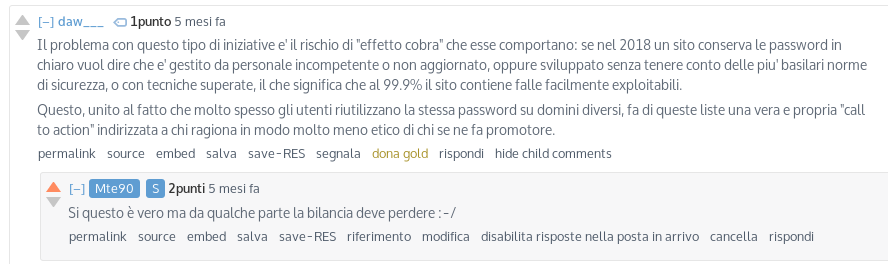 [–] daw___ 1punto 5 mesi fa
Il problema con questo tipo di iniziative e' il rischio di "effetto cobra" che esse comportano: se nel 2018 un sito conserva le password in
chiaro vuol dire che e' gestito da personale incompetente o non aggiornato, oppure sviluppato senza tenere conto delle piu' basilari norme
di sicurezza, o con tecniche superate, il che significa che al 99.9% il sito contiene falle facilmente exploitabili.
Questo, unito al fatto che molto spesso gli utenti riutilizzano la stessa password su domini diversi, fa di queste liste una vera e propria "call
to action" indirizzata a chi ragiona in modo molto meno etico di chi se ne fa promotore.
permalink source embed salva save-RES segnala dona gold rispondi hide child comments
[–] Mte90 S 2punti 5 mesi fa
Si questo è vero ma da qualche parte la bilancia deve perdere :-/
permalink source embed salva save-RES riferimento modifica disabilita risposte nella posta in arrivo cancella rispondi